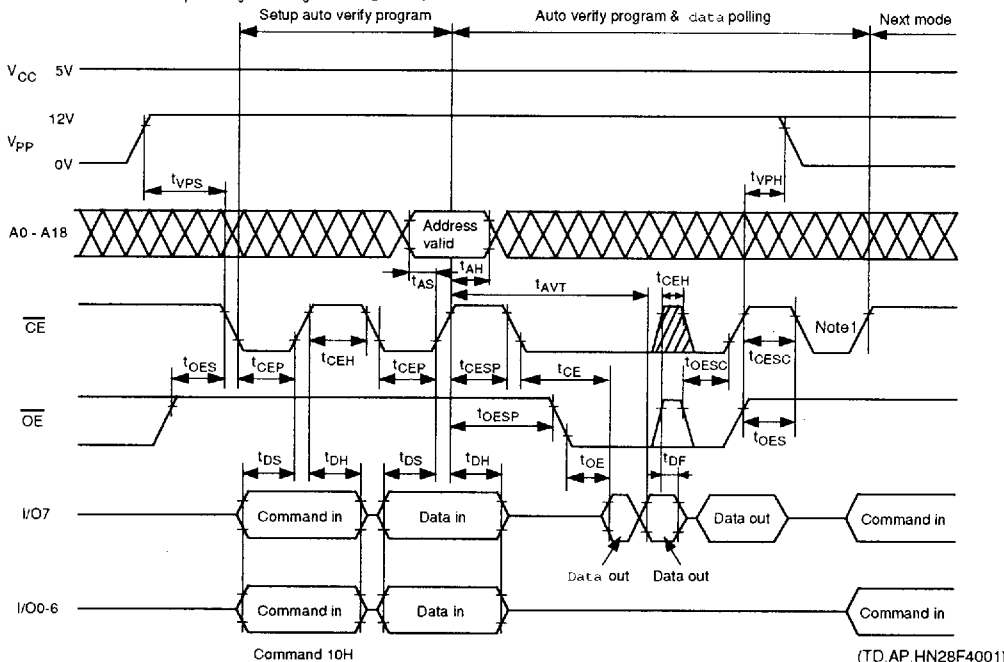 Setup auto verify program
Auto verify program & data polling
Next mode
VCC 5V
12V
VPP
0V
tVPS
tVPH
A0 - A18
Address valid
tAS
tAH
tAVT
tCEH
CE
Note1
tOES
tCEP
tCEH
tCEP
tCESP
tCE
tOESC
tCESC
OE
tOESP
tOES
tDS
tDH
tDS
tDH
tOE
tDF
I/O7
Command in
Data in
Data out
Command in
Data out
Data out
I/O0-6
Command in
Data in
Command in
Command 10H
(TD.AP.HN28F4001)